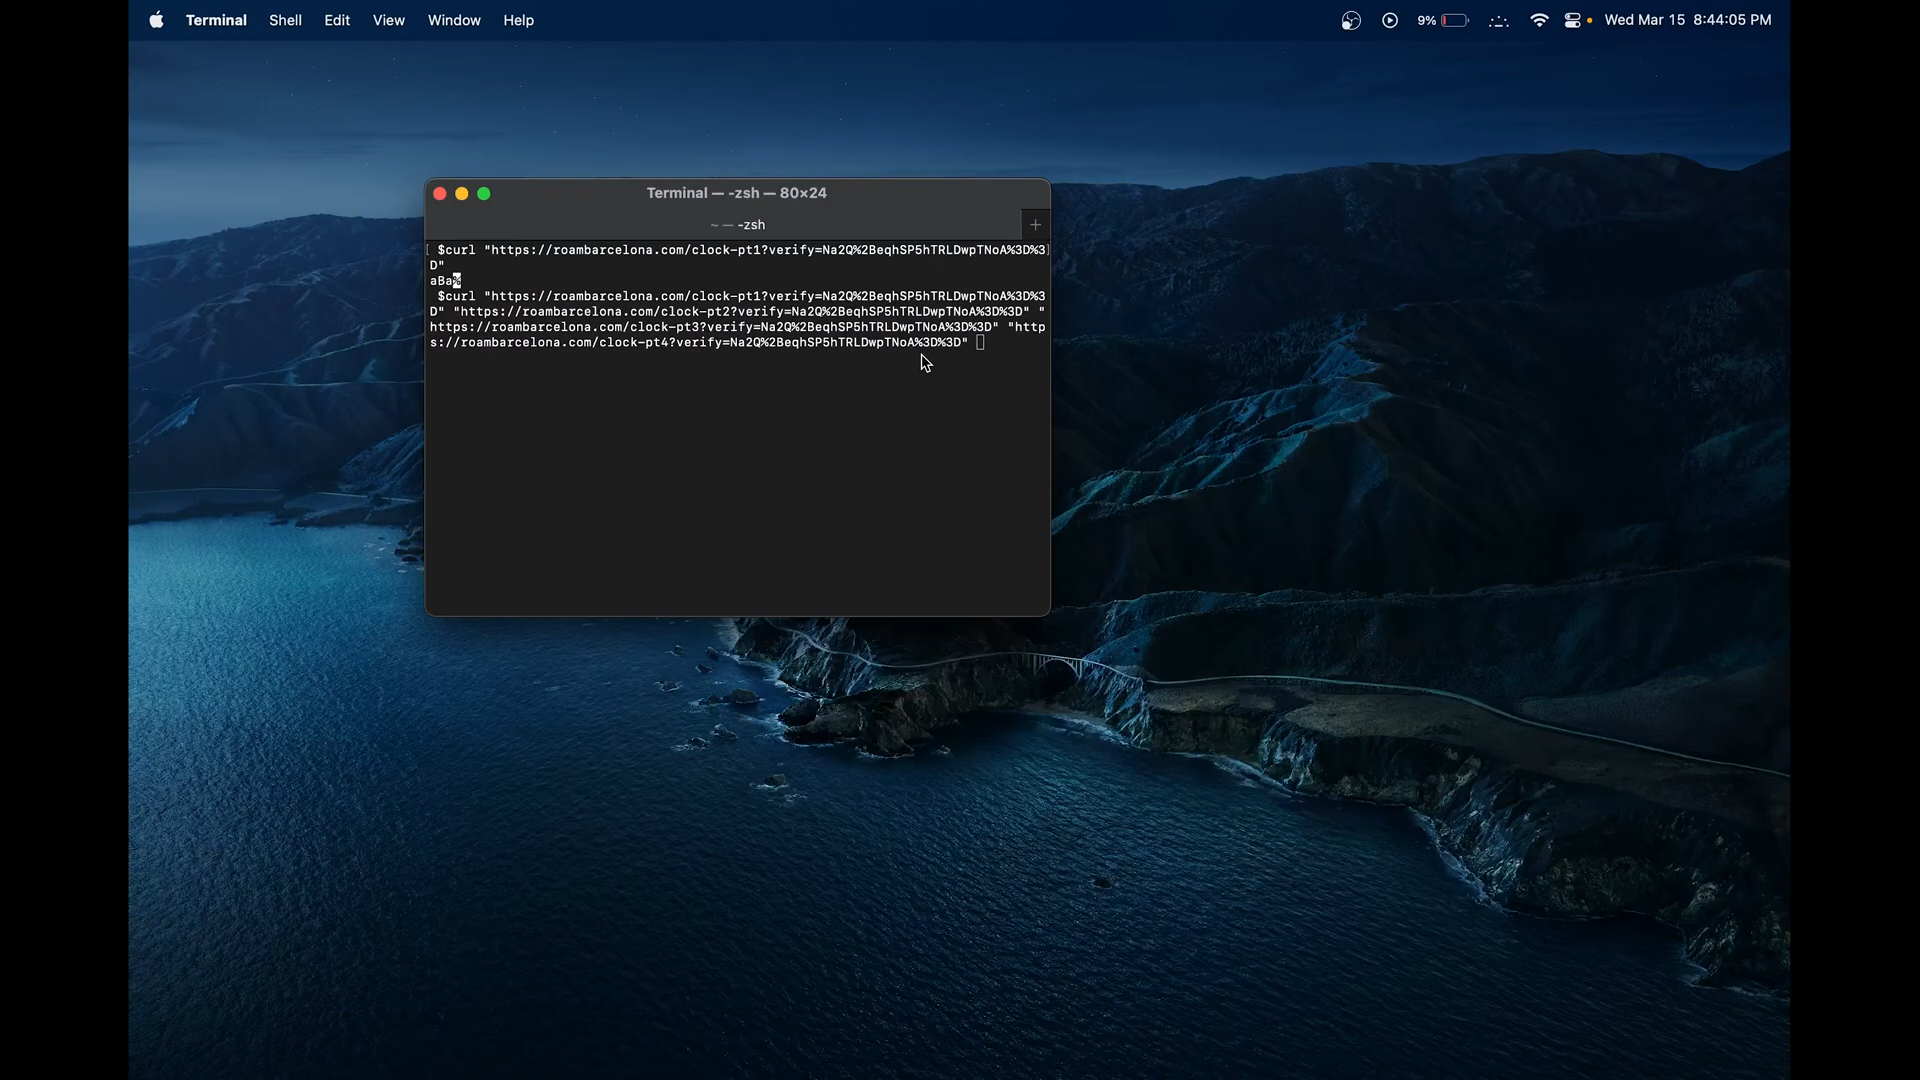 Terminal Shell Edit View Window Help 9% Wed Mar 15 8:44:05 PM
Terminal — -zsh — 80×24
~ — -zsh +
[ $curl "https://roambarcelona.com/clock-pt1?verify=Na2Q%2BeqhSP5hTRLDwpTNoA%3D%3]
D"
aBa%
$curl "https://roambarcelona.com/clock-pt1?verify=Na2Q%2BeqhSP5hTRLDwpTNoA%3D%3
D" "https://roambarcelona.com/clock-pt2?verify=Na2Q%2BeqhSP5hTRLDwpTNoA%3D%3D" "
https://roambarcelona.com/clock-pt3?verify=Na2Q%2BeqhSP5hTRLDwpTNoA%3D%3D" "http
s://roambarcelona.com/clock-pt4?verify=Na2Q%2BeqhSP5hTRLDwpTNoA%3D%3D"